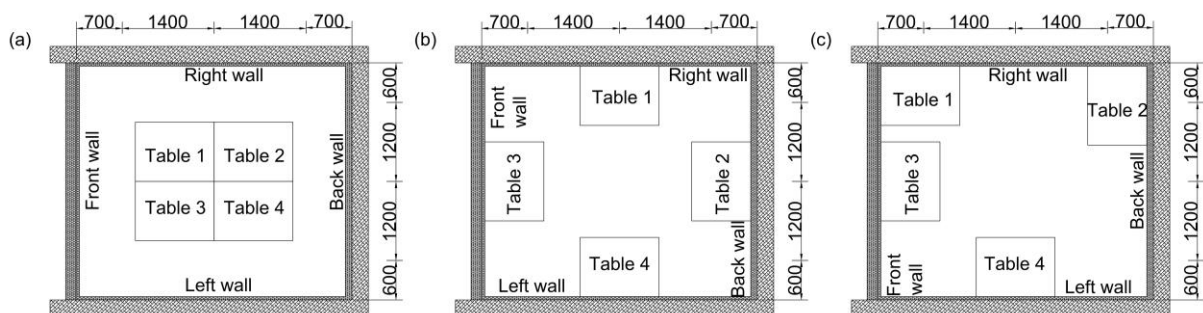 (a)
700
1400
1400
700
Right wall
Front wall
Table 1
Table 2
Table 3
Table 4
Back wall
Left wall
600
1200
1200
600
(b)
700
1400
1400
700
Right wall
Front
wall
Table 1
Table 3
Table 2
Table 4
Left wall
Back wall
600
1200
1200
600
(c)
700
1400
1400
700
Right wall
Table 1
Table 2
Table 3
Back wall
Front
wall
Table 4
Left wall
600
1200
1200
600